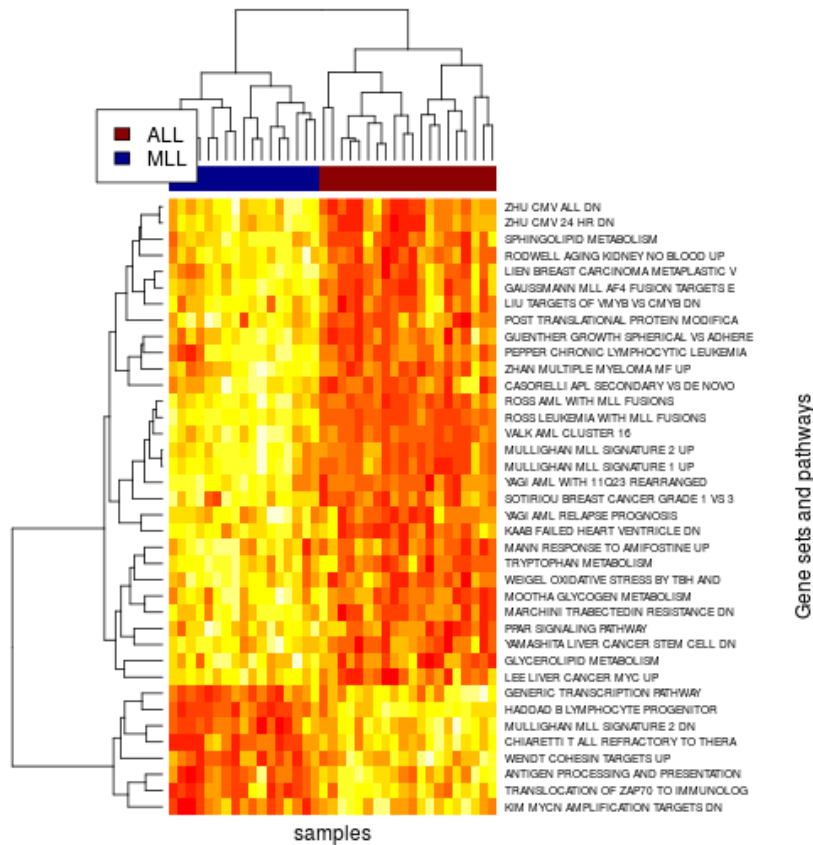 ALL
MLL
ZHU CMV ALL DN
ZHU CMV 24 HR DN
SPHINGOLIPID METABOLISM
RODWELL AGING KIDNEY NO BLOOD UP
LIEN BREAST CARCINOMA METAPLASTIC V
GAUSSMANN MLL AF4 FUSION TARGETS E
LIU TARGETS OF VMYB VS CMYB DN
POST TRANSLATIONAL PROTEIN MODIFICA
GUENTHER GROWTH SPHERICAL VS ADHERE
PEPPER CHRONIC LYMPHOCYTIC LEUKEMIA
ZHAN MULTIPLE MYELOMA MF UP
CASORELLI APL SECONDARY VS DE NOVO
ROSS AML WITH MLL FUSIONS
ROSS LEUKEMIA WITH MLL FUSIONS
VALK AML CLUSTER 16
MULLIGHAN MLL SIGNATURE 2 UP
MULLIGHAN MLL SIGNATURE 1 UP
YAGI AML WITH 11Q23 REARRANGED
SOTIRIOU BREAST CANCER GRADE 1 VS 3
YAGI AML RELAPSE PROGNOSIS
KAAB FAILED HEART VENTRICLE DN
MANN RESPONSE TO AMIFOSTINE UP
TRYPTOPHAN METABOLISM
WEIGEL OXIDATIVE STRESS BY TBH AND
MOOTHA GLYCOGEN METABOLISM
MARCHINI TRABECTEDIN RESISTANCE DN
PPAR SIGNALING PATHWAY
YAMASHITA LIVER CANCER STEM CELL DN
GLYCEROLIPID METABOLISM
LEE LIVER CANCER MYC UP
GENERIC TRANSCRIPTION PATHWAY
HADDAD B LYMPHOCYTE PROGENITOR
MULLIGHAN MLL SIGNATURE 2 DN
CHIARETTI T ALL REFRACTORY TO THERA
WENDT COHESIN TARGETS UP
ANTIGEN PROCESSING AND PRESENTATION
TRANSLOCATION OF ZAP70 TO IMMUNOLOG
KIM MYCN AMPLIFICATION TARGETS DN
samples
Gene sets and pathways